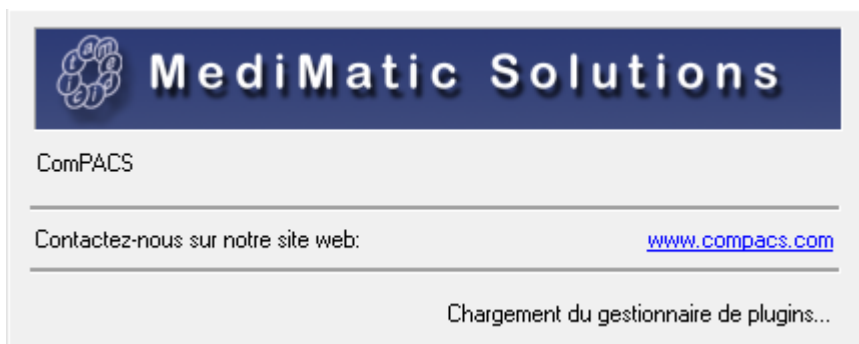 MediMatic Solutions
ComPACS
Contactez-nous sur notre site web: www.compacs.com
Chargement du gestionnaire de plugins...